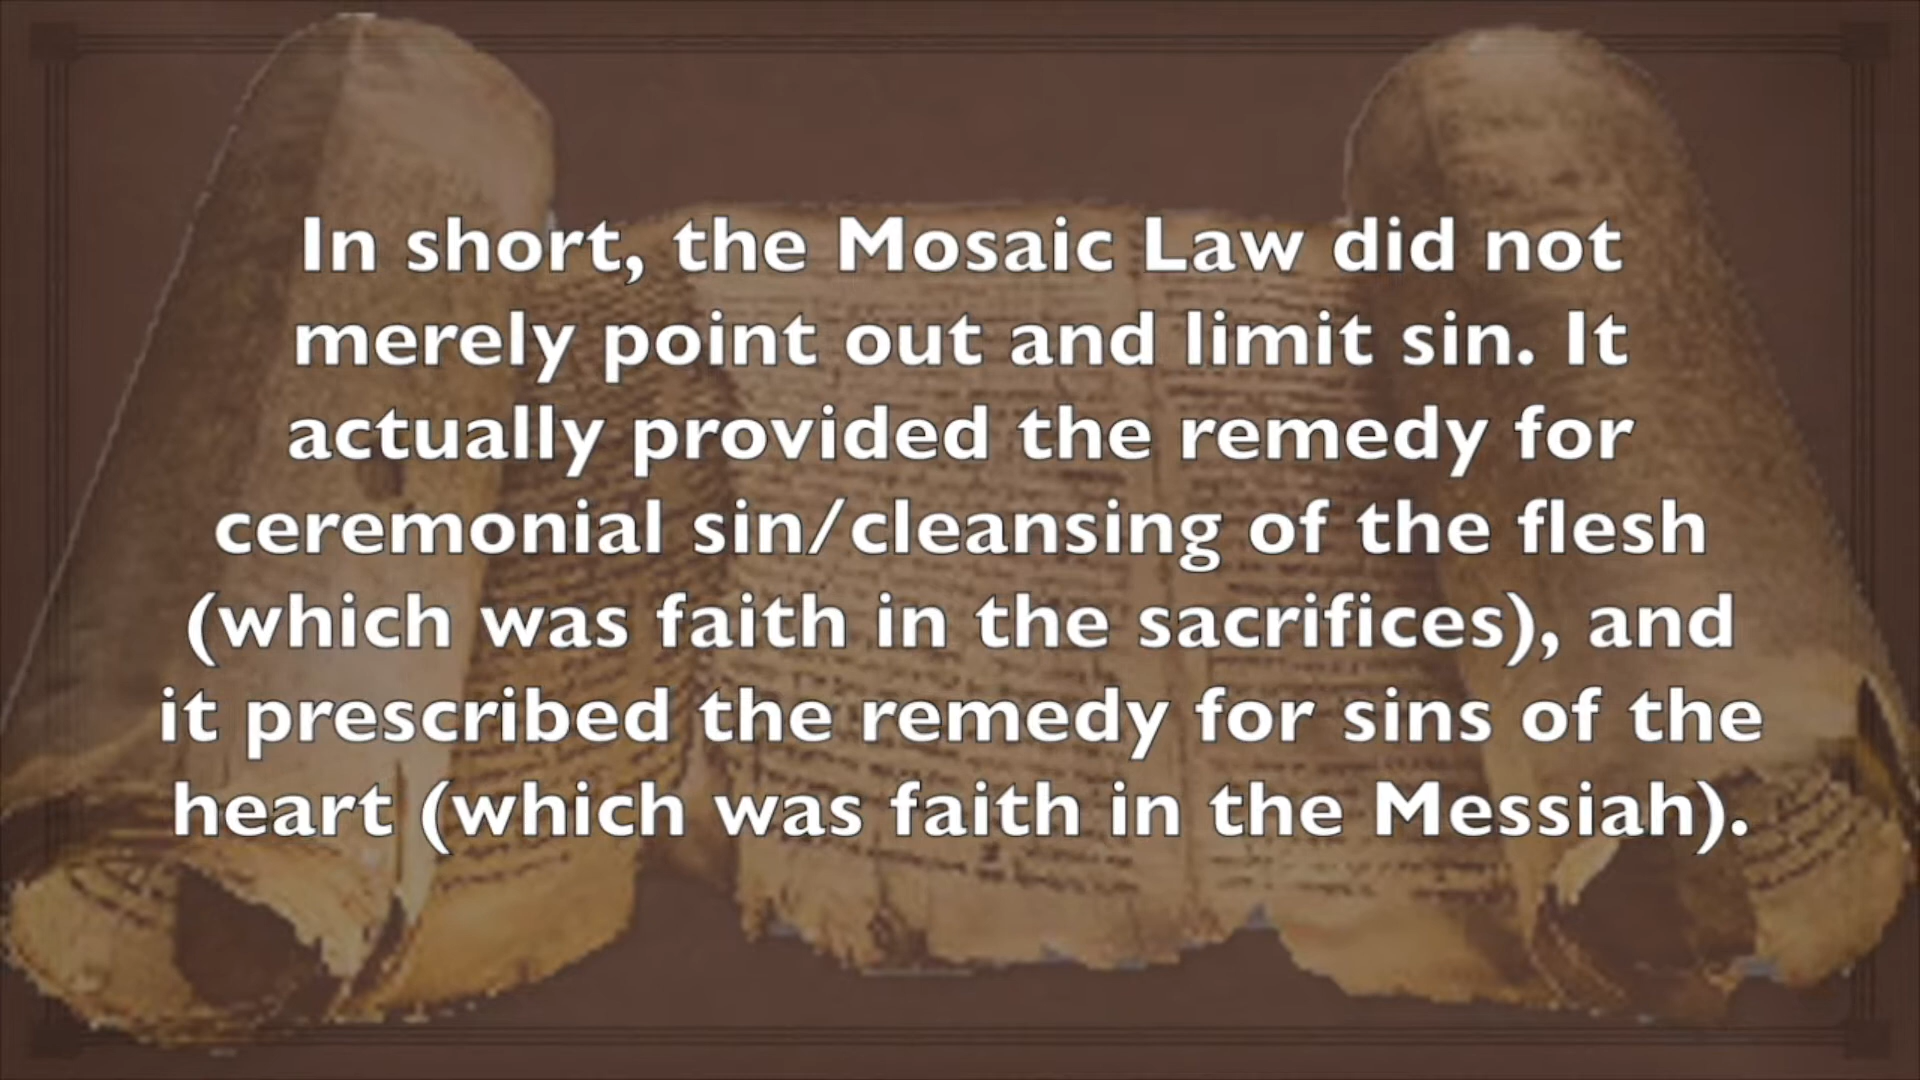 In short, the Mosaic Law did not
merely point out and limit sin. It
actually provided the remedy for
ceremonial sin/cleansing of the flesh
(which was faith in the sacrifices), and
it prescribed the remedy for sins of the
heart (which was faith in the Messiah).